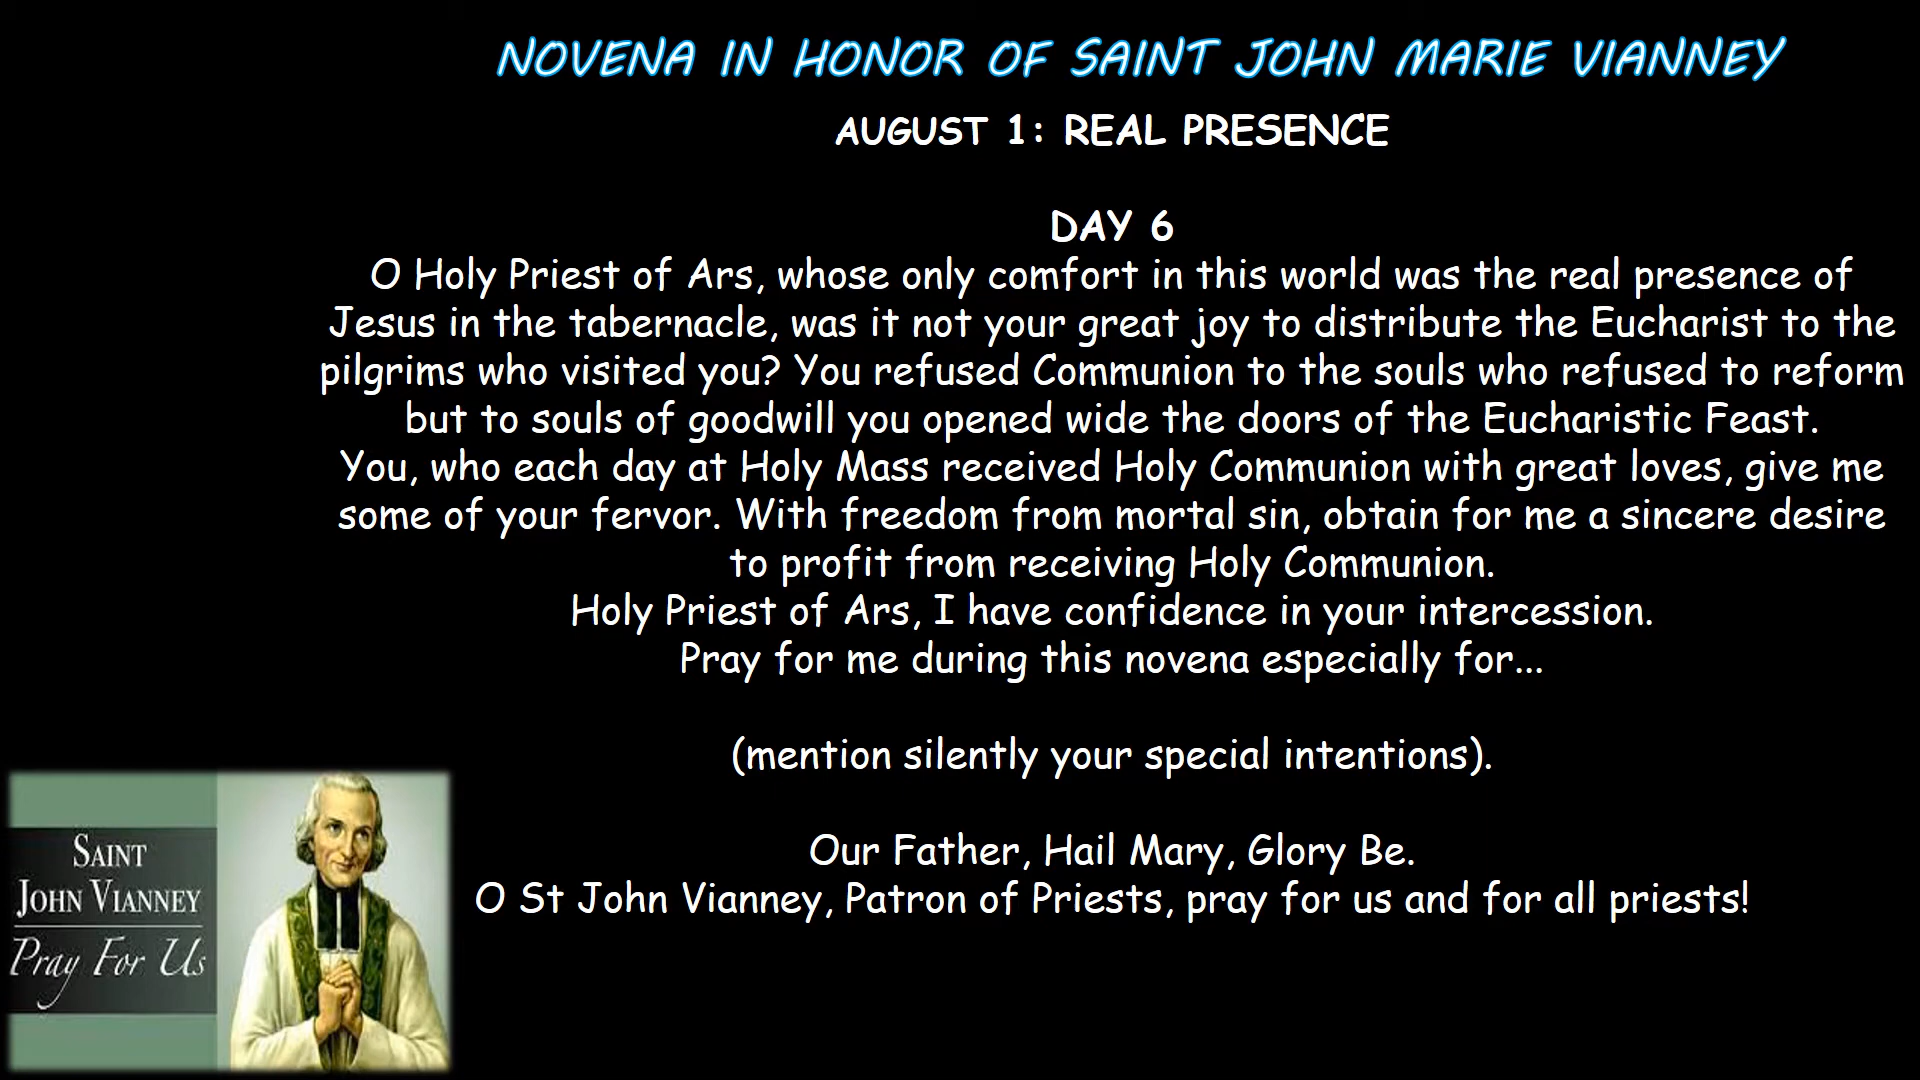 NOVENA IN HONOR OF SAINT JOHN MARIE VIANNEY
AUGUST 1: REAL PRESENCE
DAY 6
O Holy Priest of Ars, whose only comfort in this world was the real presence of
Jesus in the tabernacle, was it not your great joy to distribute the Eucharist to the
pilgrims who visited you? You refused Communion to the souls who refused to reform
but to souls of goodwill you opened wide the doors of the Eucharistic Feast.
You, who each day at Holy Mass received Holy Communion with great loves, give me
some of your fervor. With freedom from mortal sin, obtain for me a sincere desire
to profit from receiving Holy Communion.
Holy Priest of Ars, I have confidence in your intercession.
Pray for me during this novena especially for...
(mention silently your special intentions).
Our Father, Hail Mary, Glory Be.
O St John Vianney, Patron of Priests, pray for us and for all priests!
SAINT
JOHN VIANNEY
Pray For Us